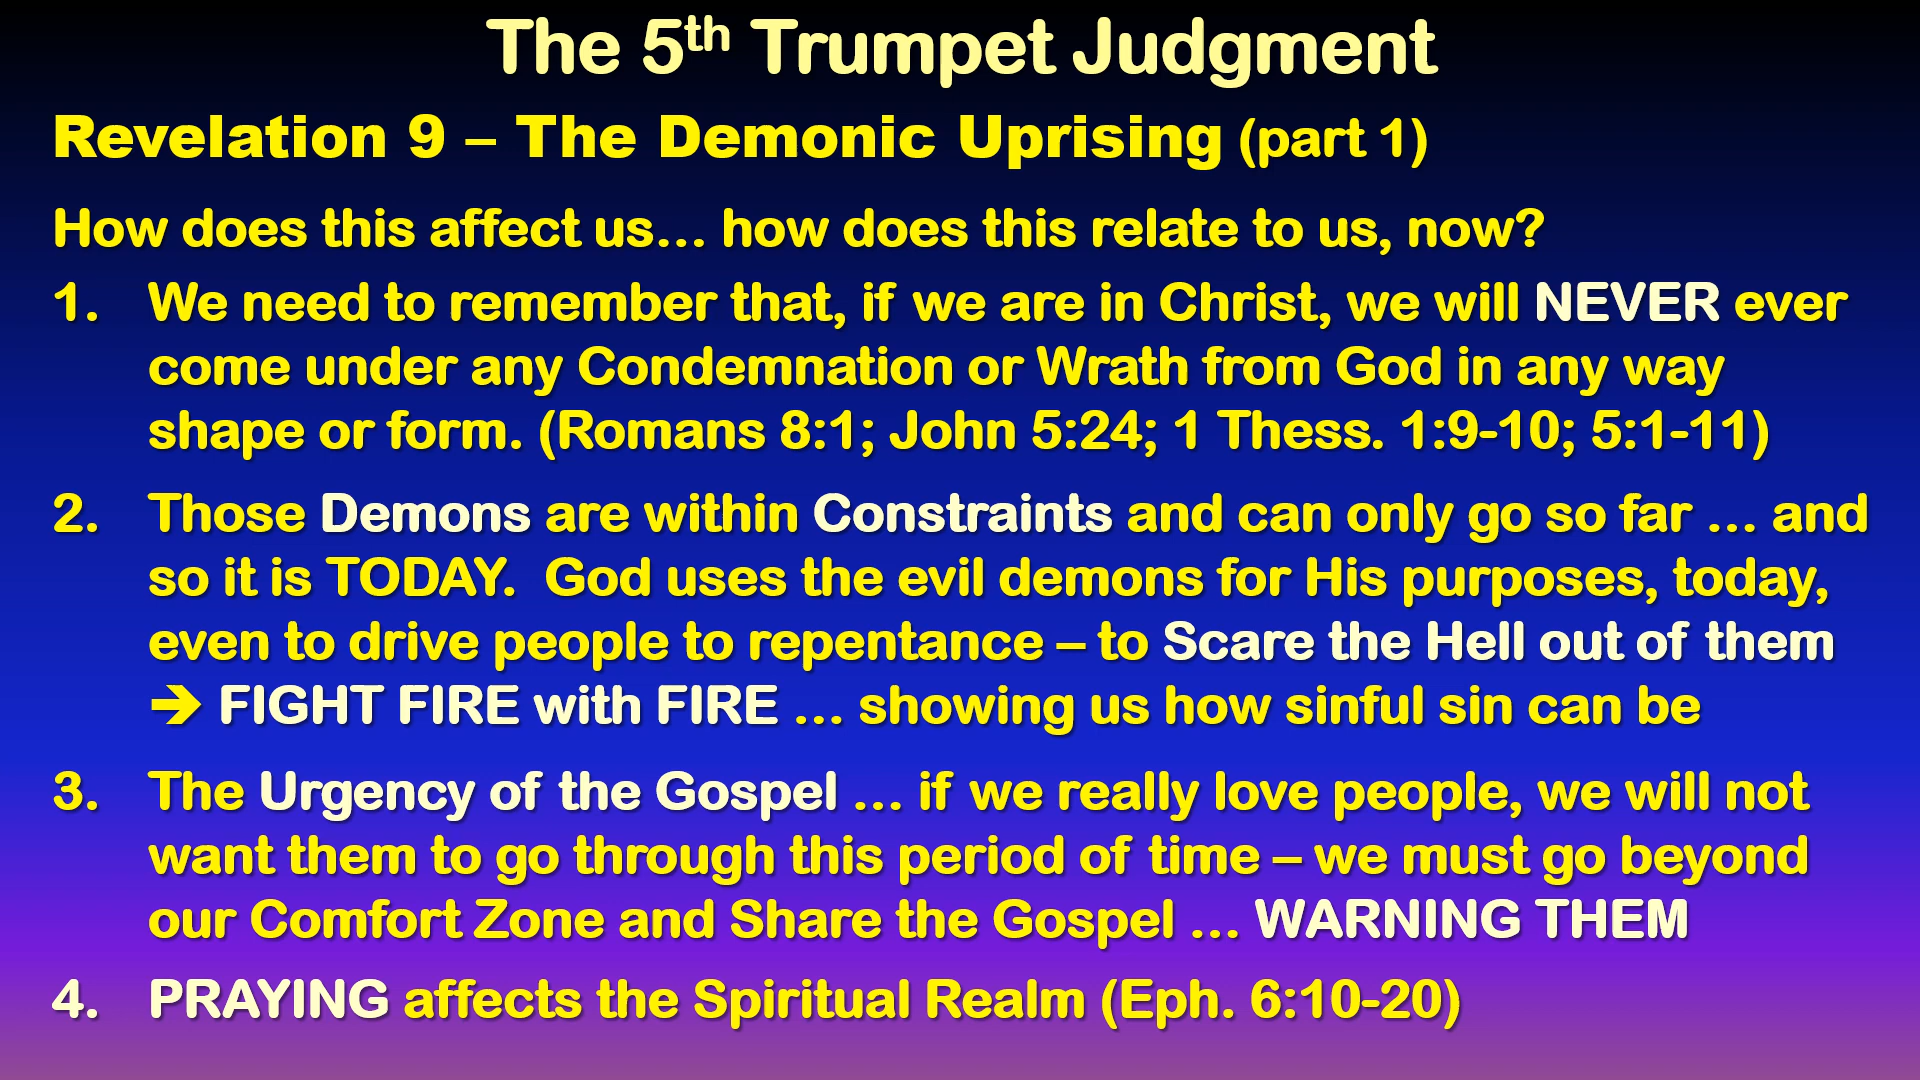 The 5th Trumpet Judgment
Revelation 9 – The Demonic Uprising (part 1)
How does this affect us… how does this relate to us, now?
1. We need to remember that, if we are in Christ, we will NEVER ever
come under any Condemnation or Wrath from God in any way
shape or form. (Romans 8:1; John 5:24; 1 Thess. 1:9-10; 5:1-11)
2. Those Demons are within Constraints and can only go so far … and
so it is TODAY.  God uses the evil demons for His purposes, today,
even to drive people to repentance – to Scare the Hell out of them
➔ FIGHT FIRE with FIRE … showing us how sinful sin can be
3. The Urgency of the Gospel … if we really love people, we will not
want them to go through this period of time – we must go beyond
our Comfort Zone and Share the Gospel … WARNING THEM
4. PRAYING affects the Spiritual Realm (Eph. 6:10-20)